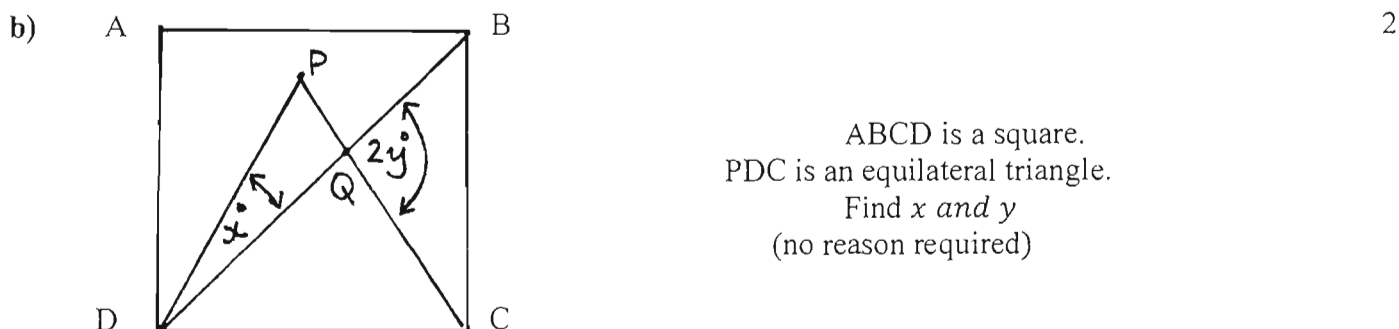 b) A B 2
P
2y°
Q
x°
D C
ABCD is a square.
PDC is an equilateral triangle.
Find x and y
(no reason required)